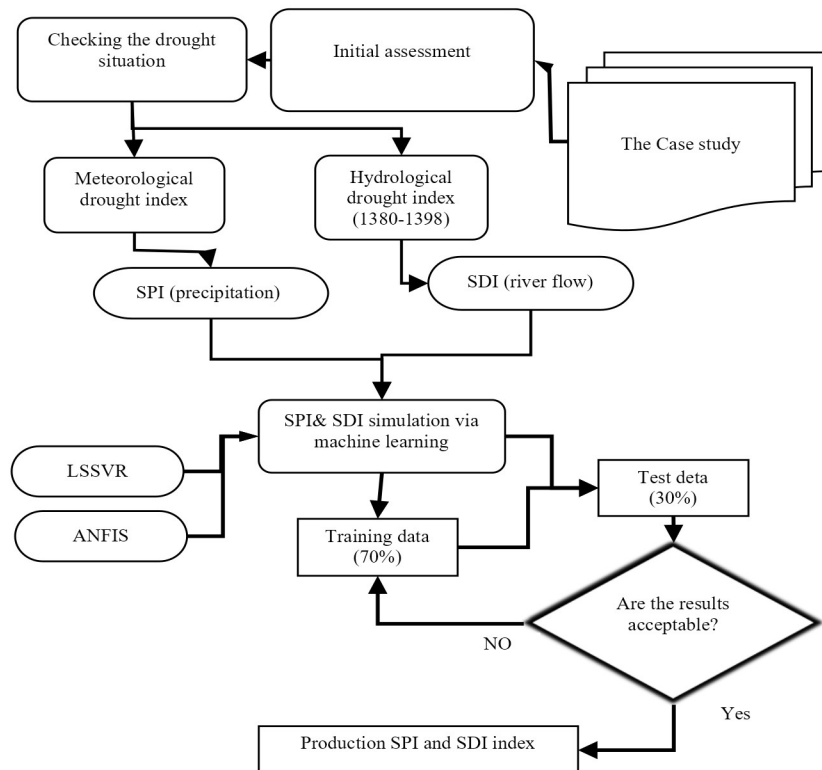 Checking the drought
situation
Initial assessment
The Case study
Meteorological
drought index
Hydrological
drought index
(1380-1398)
SPI (precipitation)
SDI (river flow)
SPI& SDI simulation via
machine learning
LSSVR
ANFIS
Training data
(70%)
Test deta
(30%)
Are the results
acceptable?
NO
Yes
Production SPI and SDI index